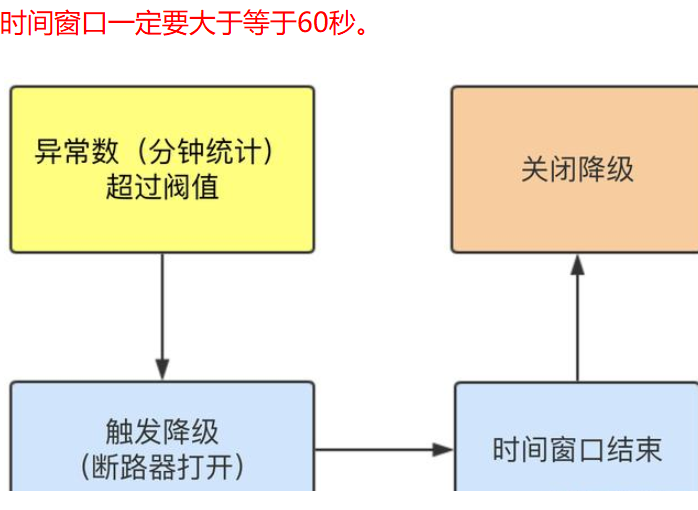 时间窗口一定要大于等于60秒。
异常数（分钟统计）
超过阀值
关闭降级
触发降级
（断路器打开）
时间窗口结束